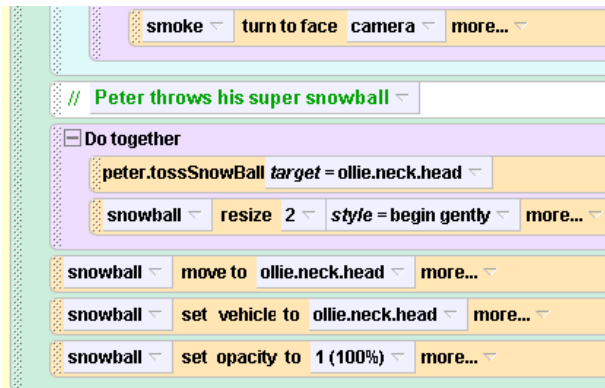 smoke turn to face camera more...
// Peter throws his super snowball
Do together
peter.tossSnowBall target = ollie.neck.head
snowball resize 2 style = begin gently more...
snowball move to ollie.neck.head more...
snowball set vehicle to ollie.neck.head more...
snowball set opacity to 1 (100%) more...